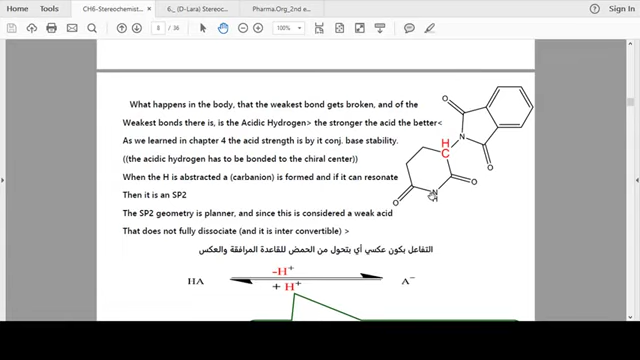 CH6-Stereochemist...
6._ (D-Lara) Stereoc...
Pharma.Org_2nd e...
Sign In
8 / 36
100%
What happens in the body, that the weakest bond gets broken, and of the
Weakest bonds there is, is the Acidic Hydrogen> the stronger the acid the better<
As we learned in chapter 4 the acid strength is by it conj. base stability.
((the acidic hydrogen has to be bonded to the chiral center))
When the H is abstracted a (carbanion) is formed and if it can resonate
Then it is an SP2
The SP2 geometry is planner, and since this is considered a weak acid
That does not fully dissociate (and it is inter convertible) >
التفاعل بكون عكسي أي بتحول من الحمض للقاعدة المرافقة والعكس
O
O
N
O
H
C
O
O
N
H
-H+
HA
A−
+ H+